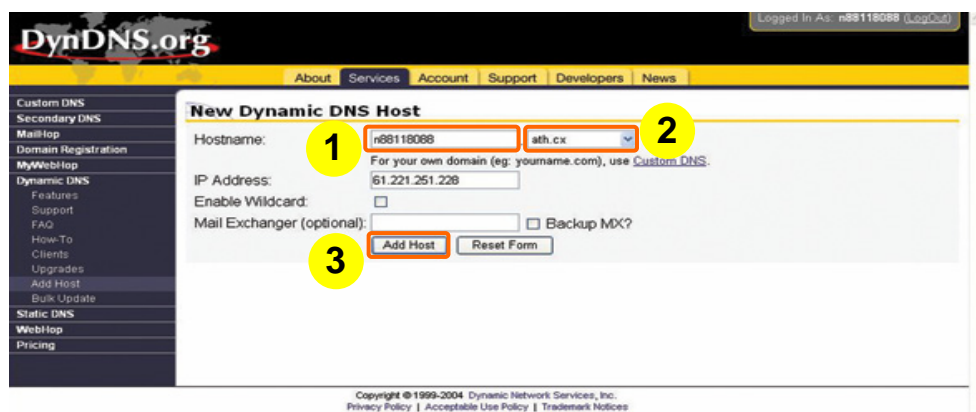 Logged In As: n88118088 (LogOut)
DynDNS.org
About Services Account Support Developers News
Custom DNS
Secondary DNS
MailHop
Domain Registration
MyWebHop
Dynamic DNS
Features
Support
FAQ
How-To
Clients
Upgrades
Add Host
Bulk Update
Static DNS
WebHop
Pricing
New Dynamic DNS Host
Hostname: 1 n88118088 ath.cx 2
For your own domain (eg: yourname.com), use Custom DNS.
IP Address: 61.221.251.228
Enable Wildcard:
Mail Exchanger (optional): Backup MX?
3 Add Host Reset Form
Copyright © 1999-2004 Dynamic Network Services, Inc.
Privacy Policy | Acceptable Use Policy | Trademark Notices